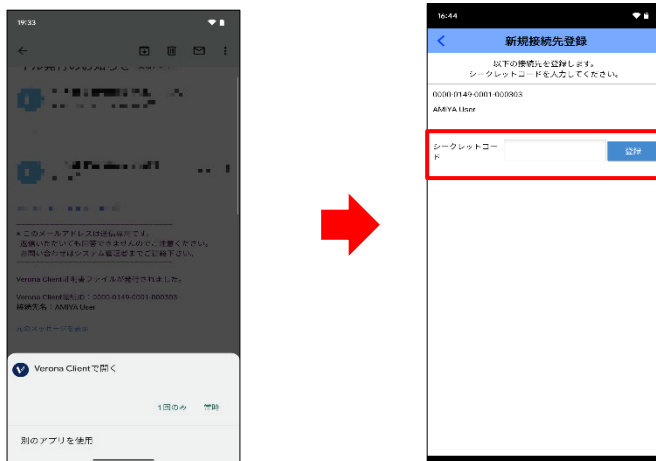 19:33
＊このメールアドレスは送信専用です。
返信いただいても回答できませんのでご注意ください。
お問い合わせはシステム管理者までご連絡下さい。
Verona Client証明書ファイルが発行されました。
Verona Client端末ID：0000-0149-0001-000303
接続先名：AMIYA User
元のメッセージを表示
Verona Clientで開く
1回のみ 常時
別のアプリを使用
16:44
新規接続先登録
以下の接続先を登録します。
シークレットコードを入力してください。
0000-0149-0001-000303
AMIYA User
シークレットコー
ド
登録